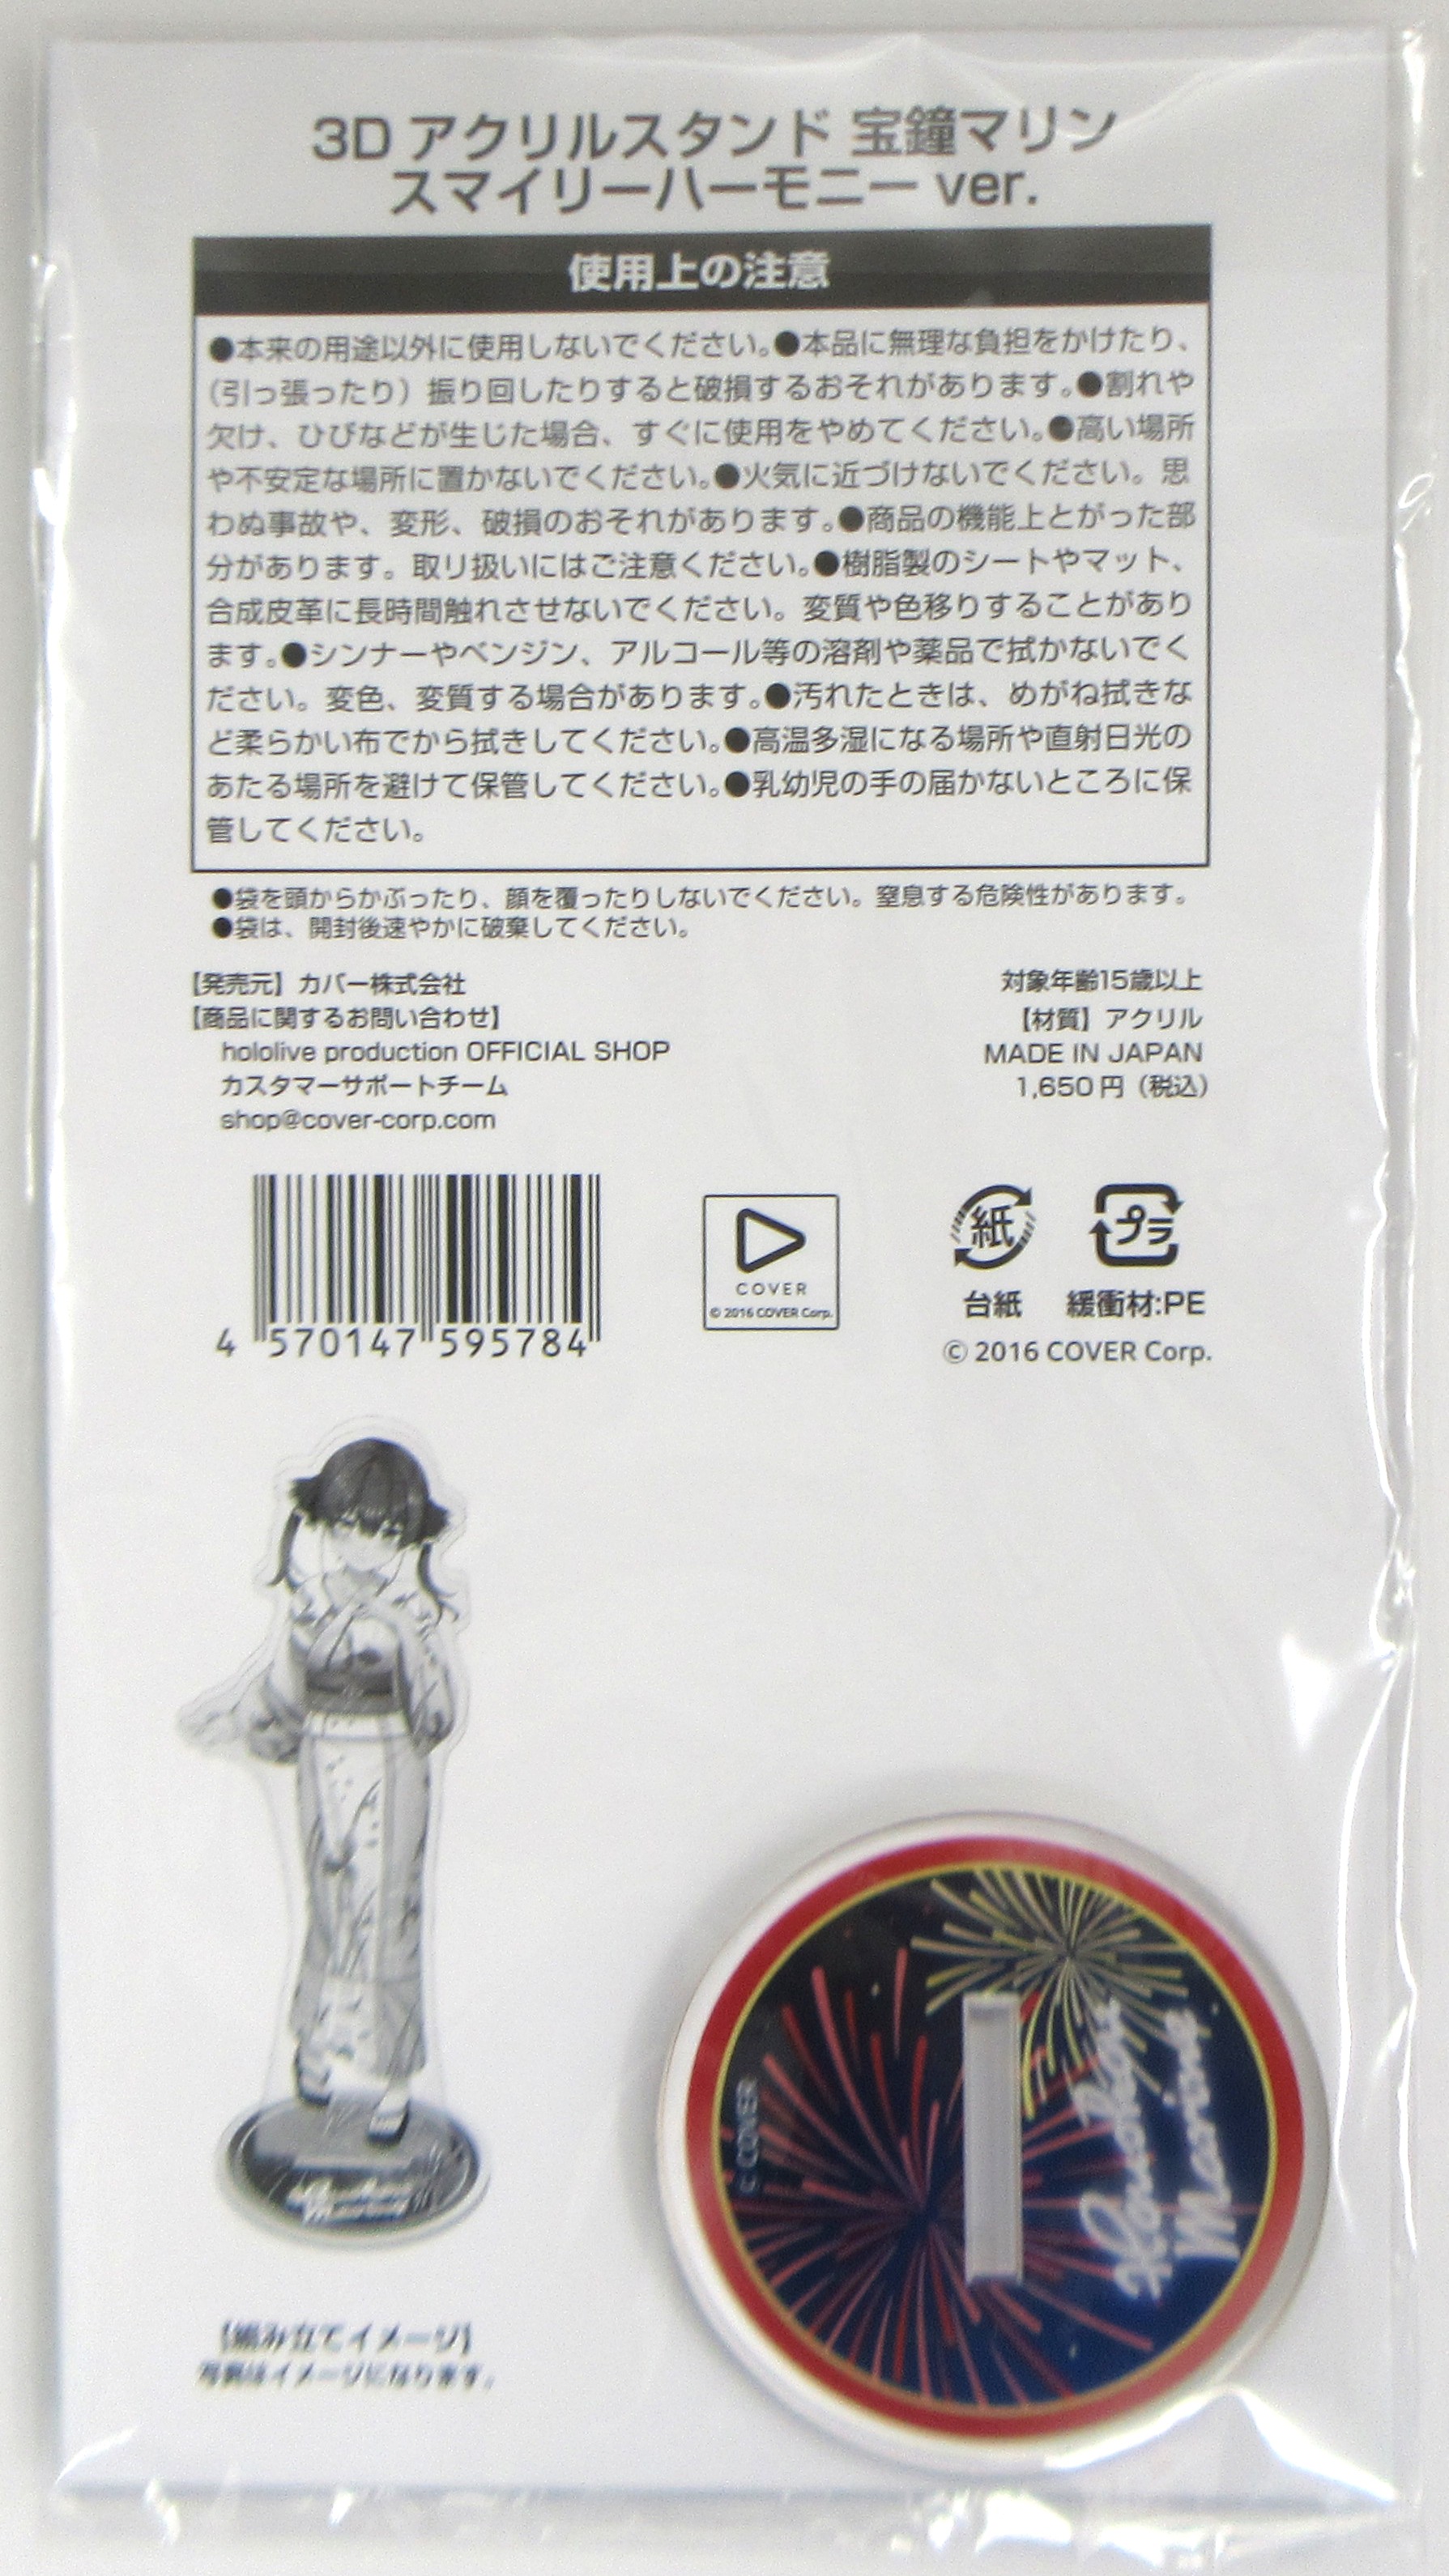 3D アクリルスタンド 宝鐘マリン
スマイリーハーモニー ver.
使用上の注意
●本来の用途以外に使用しないでください。●本品に無理な負担をかけたり、
(引っ張ったり）振り回したりすると破損するおそれがあります。●割れや
欠け、ひびなどが生じた場合、すぐに使用をやめてください。●高い場所
や不安定な場所に置かないでください。●火気に近づけないでください。思
わぬ事故や、変形、破損のおそれがあります。●商品の機能上とがった部
分があります。取り扱いにはご注意ください。●樹脂製のシートやマット、
合成皮革に長時間触れさせないでください。変質や色移りすることがあり
ます。●シンナーやベンジン、アルコール等の溶剤や薬品で拭かないでく
ださい。変色、変質する場合があります。●汚れたときは、めがね拭きな
ど柔らかい布でから拭きしてください。●高温多湿になる場所や直射日光の
あたる場所を避けて保管してください。●乳幼児の手の届かないところに保
管してください。
●袋を頭からかぶったり、顔を覆ったりしないでください。窒息する危険性があります。
●袋は、開封後速やかに破棄してください。
【発売元】カバー株式会社
【商品に関するお問い合わせ】
hololive production OFFICIAL SHOP
カスタマーサポートチーム
shop@cover-corp.com
対象年齢15歳以上
【材質】アクリル
MADE IN JAPAN
1,650 円（税込）
4 570147 595784
COVER
© 2016 COVER Corp.
紙
プラ
台紙
緩衝材:PE
© 2016 COVER Corp.
Houshou
Marine
© COVER
Houshou
Marine
【組み立てイメージ】
写真はイメージになります。